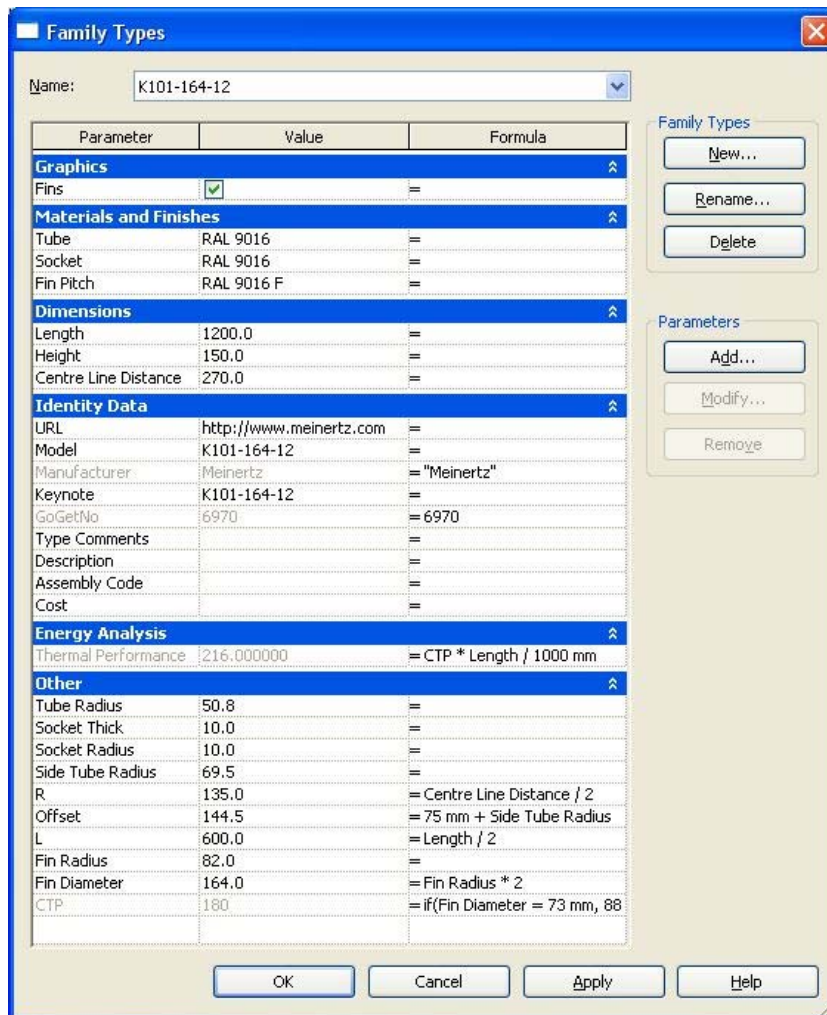 Family Types
Name: K101-164-12
Parameter Value Formula
Graphics
Fins =
Materials and Finishes
Tube RAL 9016 =
Socket RAL 9016 =
Fin Pitch RAL 9016 F =
Dimensions
Length 1200.0 =
Height 150.0 =
Centre Line Distance 270.0 =
Identity Data
URL http://www.meinertz.com =
Model K101-164-12 =
Manufacturer Meinertz = "Meinertz"
Keynote K101-164-12 =
GoGetNo 6970 = 6970
Type Comments =
Description =
Assembly Code =
Cost =
Energy Analysis
Thermal Performance 216.000000 = CTP * Length / 1000 mm
Other
Tube Radius 50.8 =
Socket Thick 10.0 =
Socket Radius 10.0 =
Side Tube Radius 69.5 =
R 135.0 = Centre Line Distance / 2
Offset 144.5 = 75 mm + Side Tube Radius
L 600.0 = Length / 2
Fin Radius 82.0 =
Fin Diameter 164.0 = Fin Radius * 2
CTP 180 = if(Fin Diameter = 73 mm, 88
Family Types
New...
Rename...
Delete
Parameters
Add...
Modify...
Remove
OK Cancel Apply Help